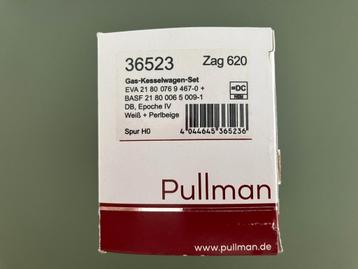 36523 Zag 620
Gas-Kesselwagen-Set
EVA 21 80 076 9 467-0 +
BASF 21 80 006 5 009-1
DB, Epoche IV
Weiß + Perlbeige
Spur H0
=DC
4 044645 365236
Pullman
www.pullman.de